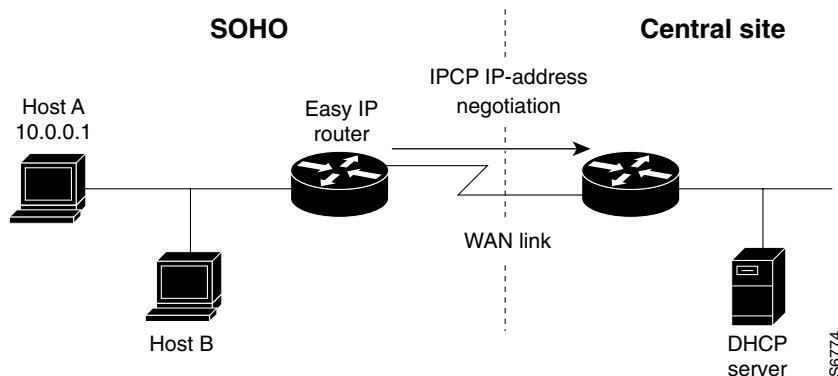 SOHO
Central site
IPCP IP-address
negotiation
Host A
10.0.0.1
Easy IP
router
WAN link
Host B
DHCP
server
S6774